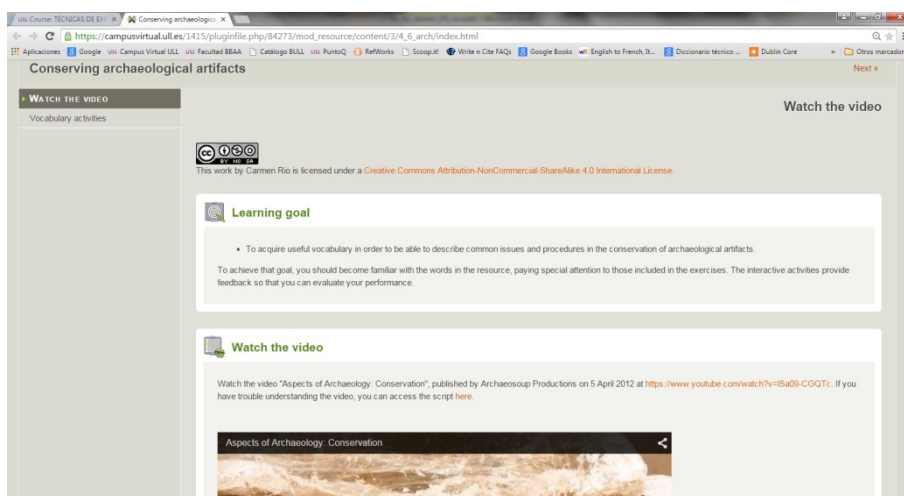 Course: TÉCNICAS DE EXP
Conserving archaeologica
https://campusvirtual.ull.es/1415/pluginfile.php/84273/mod_resource/content/3/4_6_arch/index.html
Aplicaciones Google Campus Virtual ULL Facultad BBAA Catálogo BULL PuntoQ RefWorks Scoop.it! Write n Cite FAQs Google Books English to French, It... Diccionario técnico ... Dublin Core » Otros marcador
Conserving archaeological artifacts
Next »
WATCH THE VIDEO
Vocabulary activities
Watch the video
cc BY NC SA
This work by Carmen Rio is licensed under a Creative Commons Attribution-NonCommercial-ShareAlike 4.0 International License.
Learning goal
• To acquire useful vocabulary in order to be able to describe common issues and procedures in the conservation of archaeological artifacts.
To achieve that goal, you should become familiar with the words in the resource, paying special attention to those included in the exercises. The interactive activities provide
feedback so that you can evaluate your performance.
Watch the video
Watch the video "Aspects of Archaeology: Conservation", published by Archaeosoup Productions on 5 April 2012 at https://www.youtube.com/watch?v=ISa09-CGQTc. If you
have trouble understanding the video, you can access the script here.
Aspects of Archaeology: Conservation